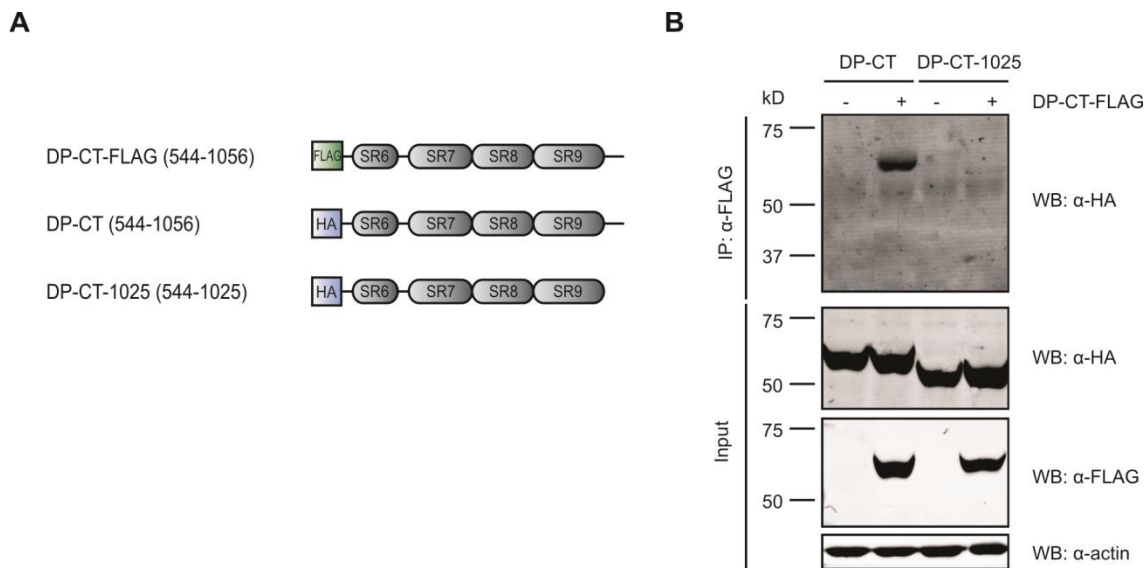 A
DP-CT-FLAG (544-1056)
FLAG SR6 SR7 SR8 SR9
DP-CT (544-1056)
HA SR6 SR7 SR8 SR9
DP-CT-1025 (544-1025)
HA SR6 SR7 SR8 SR9
B
DP-CT DP-CT-1025
kD - + - + DP-CT-FLAG
IP: α-FLAG
75
50
37
WB: α-HA
Input
75
50
WB: α-HA
75
50
WB: α-FLAG
WB: α-actin